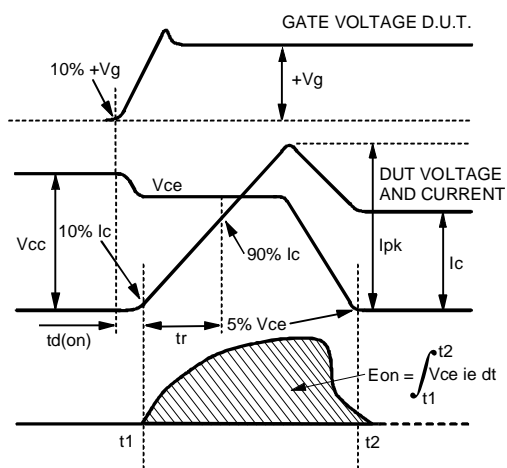 GATE VOLTAGE D.U.T.
10% +Vg
+Vg
Vce
DUT VOLTAGE
AND CURRENT
Vcc
10% Ic
90% Ic
Ipk
Ic
td(on)
tr
5% Vce
Eon = ∫ Vce ie dt
t2
t1
t1
t2